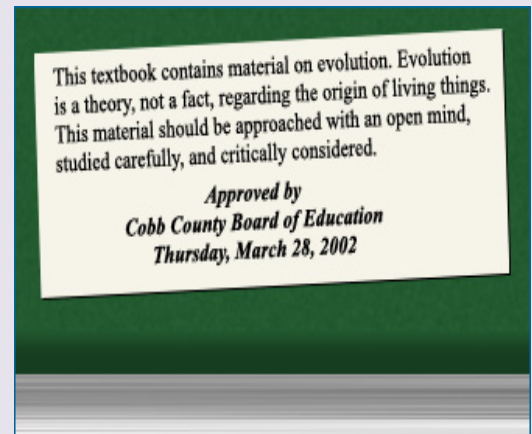 This textbook contains material on evolution. Evolution
is a theory, not a fact, regarding the origin of living things.
This material should be approached with an open mind,
studied carefully, and critically considered.
Approved by
Cobb County Board of Education
Thursday, March 28, 2002